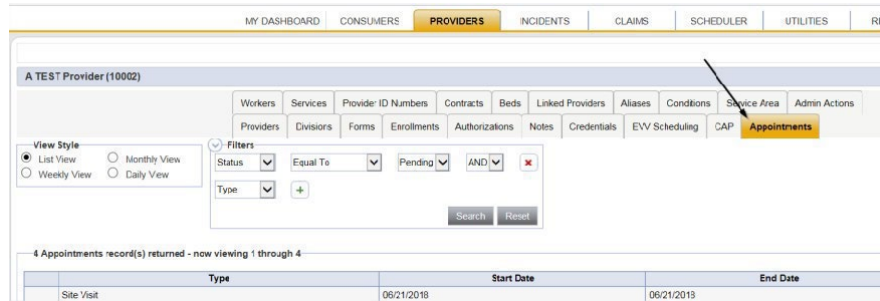 MY DASHBOARD CONSUMERS PROVIDERS INCIDENTS CLAIMS SCHEDULER UTILITIES
A TEST Provider (10002)
Workers Services Provider ID Numbers Contracts Beds Linked Providers Aliases Conditions Service Area Admin Actions
Providers Divisions Forms Enrollments Authorizations Notes Credentials EVV Scheduling CAP Appointments
View Style
List View Monthly View
Weekly View Daily View
Filters
Status Equal To Pending AND
Type
Search Reset
4 Appointments record(s) returned - now viewing 1 through 4
Type Start Date End Date
Site Visit 06/21/2018 06/21/2018